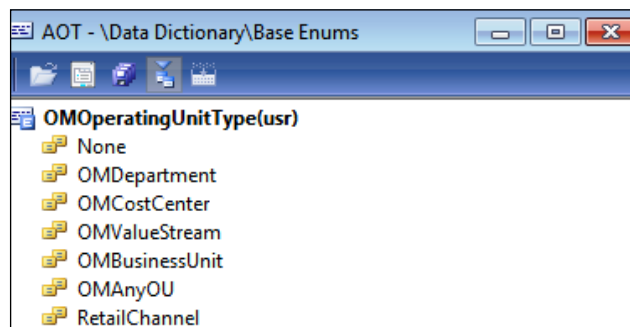 AOT - \Data Dictionary\Base Enums
OMOperatingUnitType(usr)
None
OMDepartment
OMCostCenter
OMValueStream
OMBusinessUnit
OMAnyOU
RetailChannel